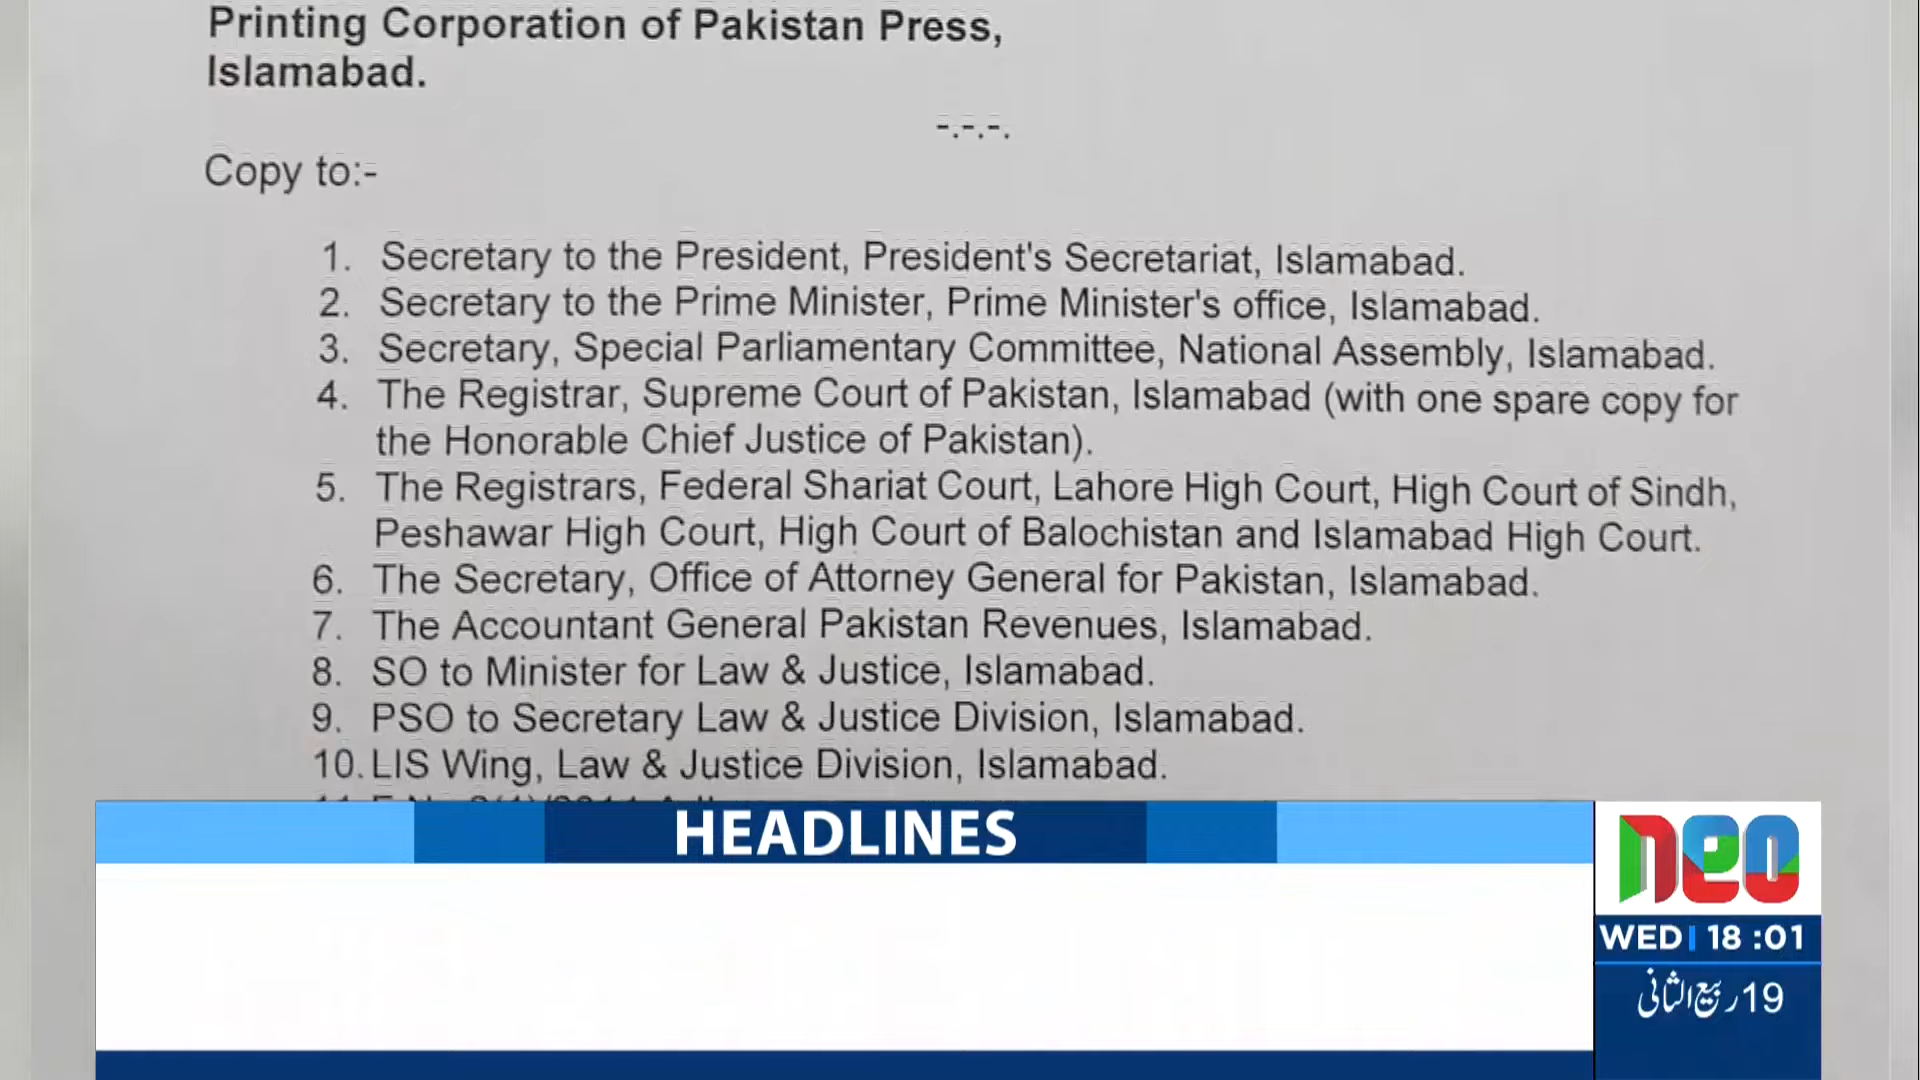 Printing Corporation of Pakistan Press,
Islamabad.
-.-.-.
Copy to:-
1. Secretary to the President, President's Secretariat, Islamabad.
2. Secretary to the Prime Minister, Prime Minister's office, Islamabad.
3. Secretary, Special Parliamentary Committee, National Assembly, Islamabad.
4. The Registrar, Supreme Court of Pakistan, Islamabad (with one spare copy for
the Honorable Chief Justice of Pakistan).
5. The Registrars, Federal Shariat Court, Lahore High Court, High Court of Sindh,
Peshawar High Court, High Court of Balochistan and Islamabad High Court.
6. The Secretary, Office of Attorney General for Pakistan, Islamabad.
7. The Accountant General Pakistan Revenues, Islamabad.
8. SO to Minister for Law & Justice, Islamabad.
9. PSO to Secretary Law & Justice Division, Islamabad.
10. LIS Wing, Law & Justice Division, Islamabad.
HEADLINES
neo
WED 18 :01
19 ربیع الثانی